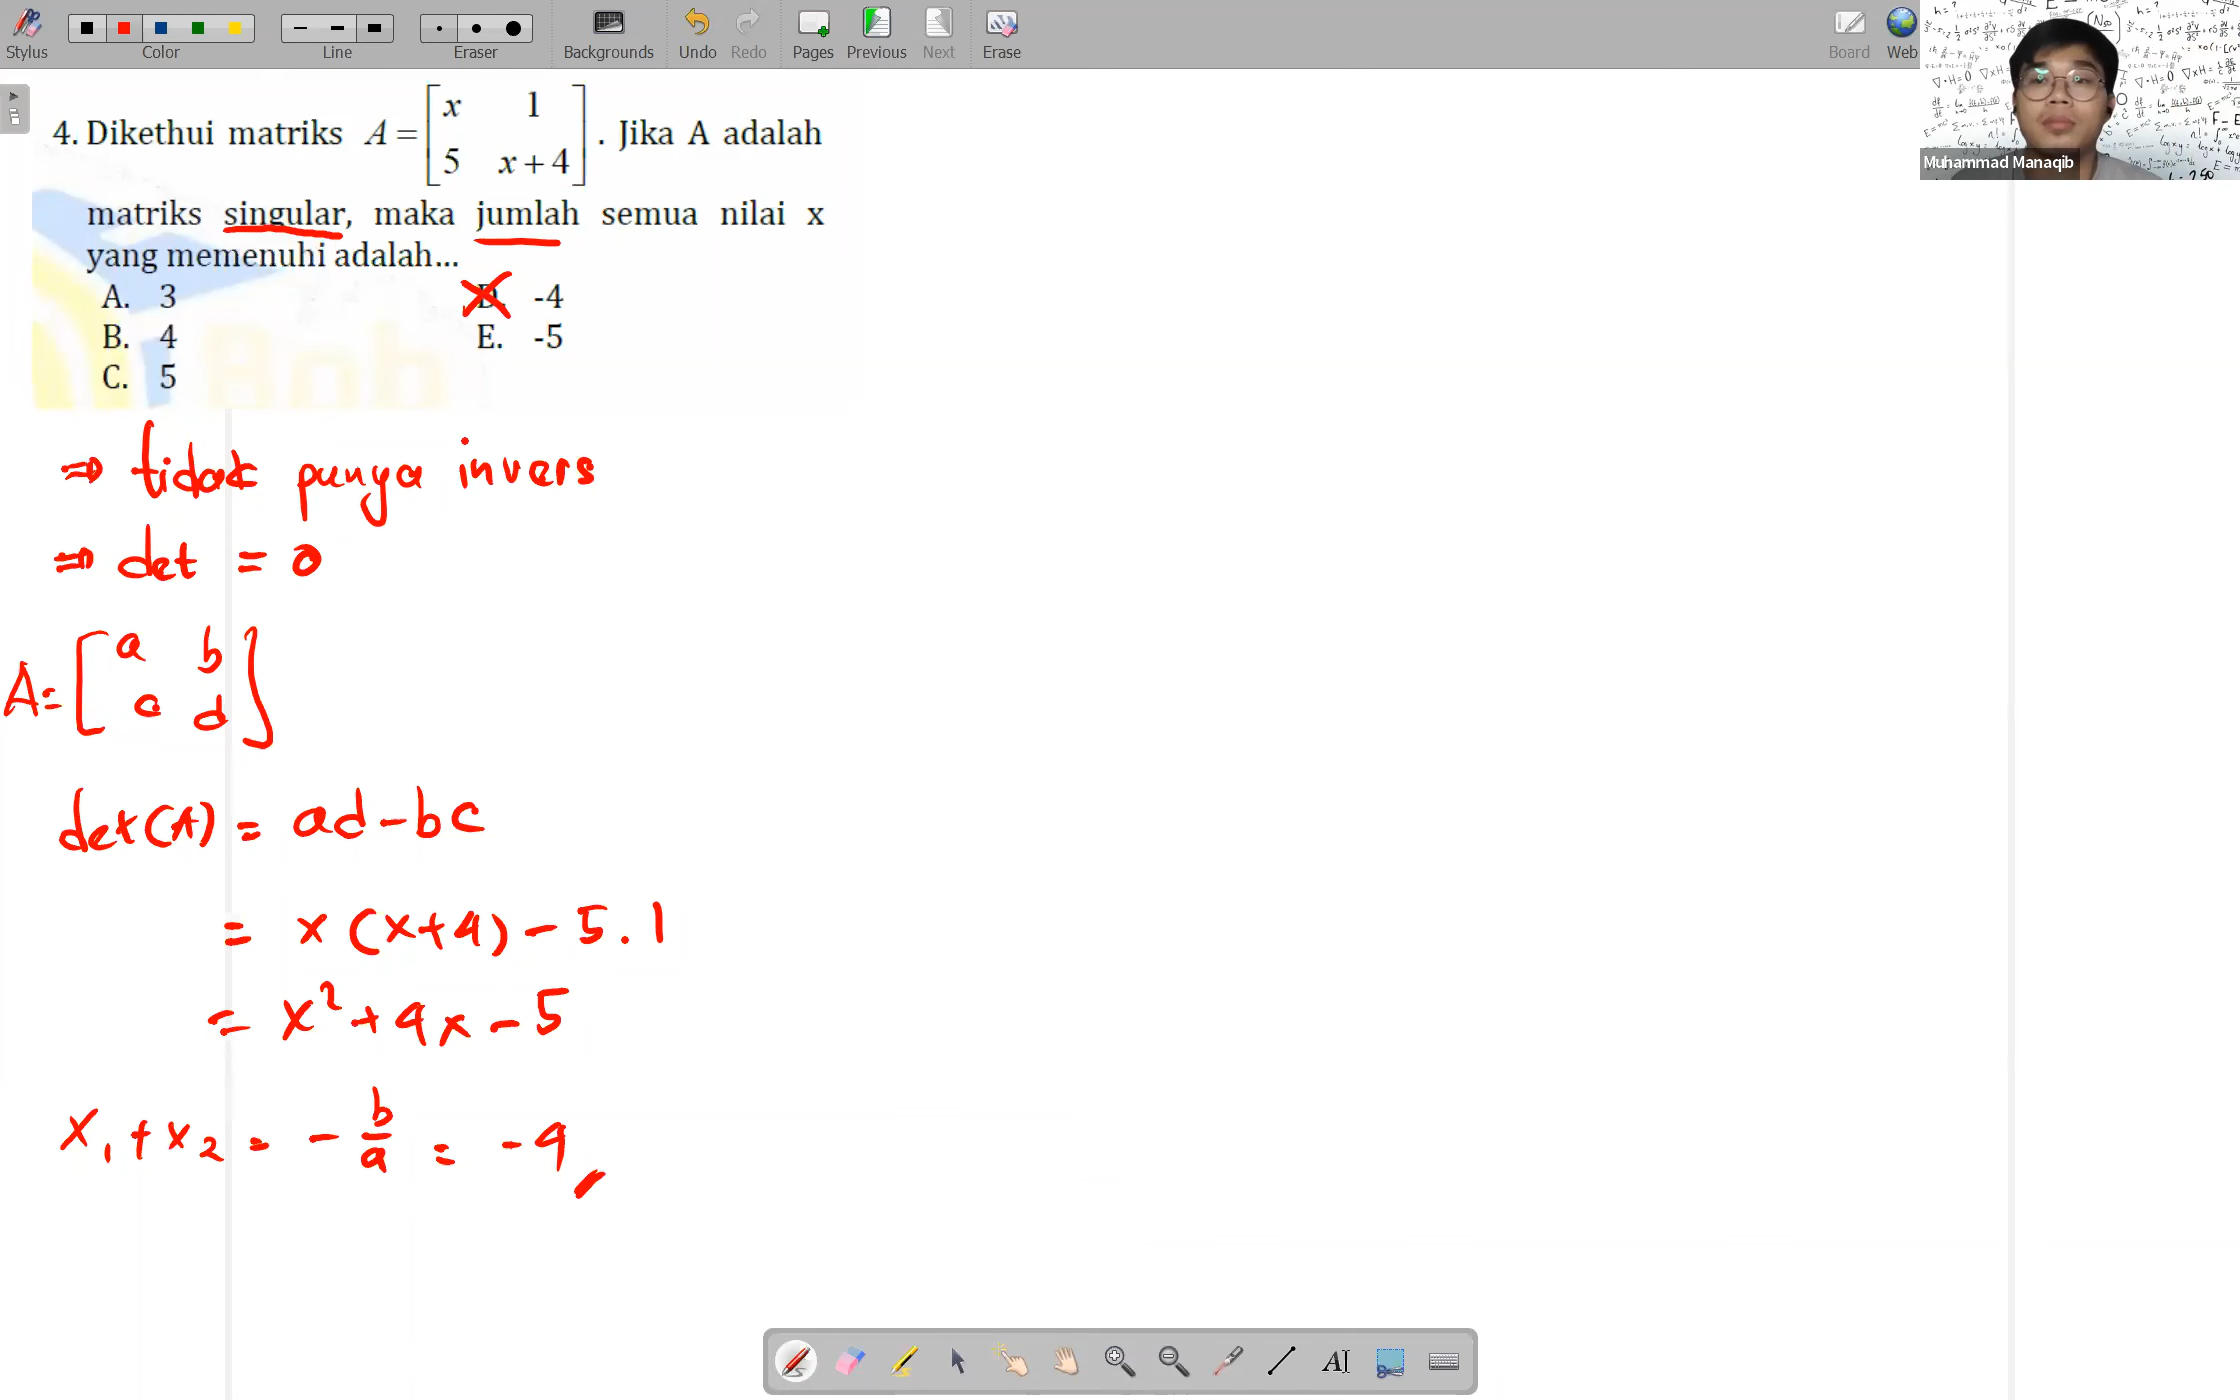 Stylus Color Line Eraser Backgrounds Undo Redo Pages Previous Next Erase Board Web
Muhammad Manaqib
4. Dikethui matriks A = [ x 1 ; 5 x + 4 ] . Jika A adalah
matriks singular, maka jumlah semua nilai x
yang memenuhi adalah...
A. 3
B. 4
C. 5
D. -4
E. -5
⇒ tidak punya invers
⇒ det = 0
A = [ a b ; c d ]
det(A) = ad - bc
= x (x+4) - 5 . 1
= x² + 4x - 5
x₁ + x₂ = - b/a = -4